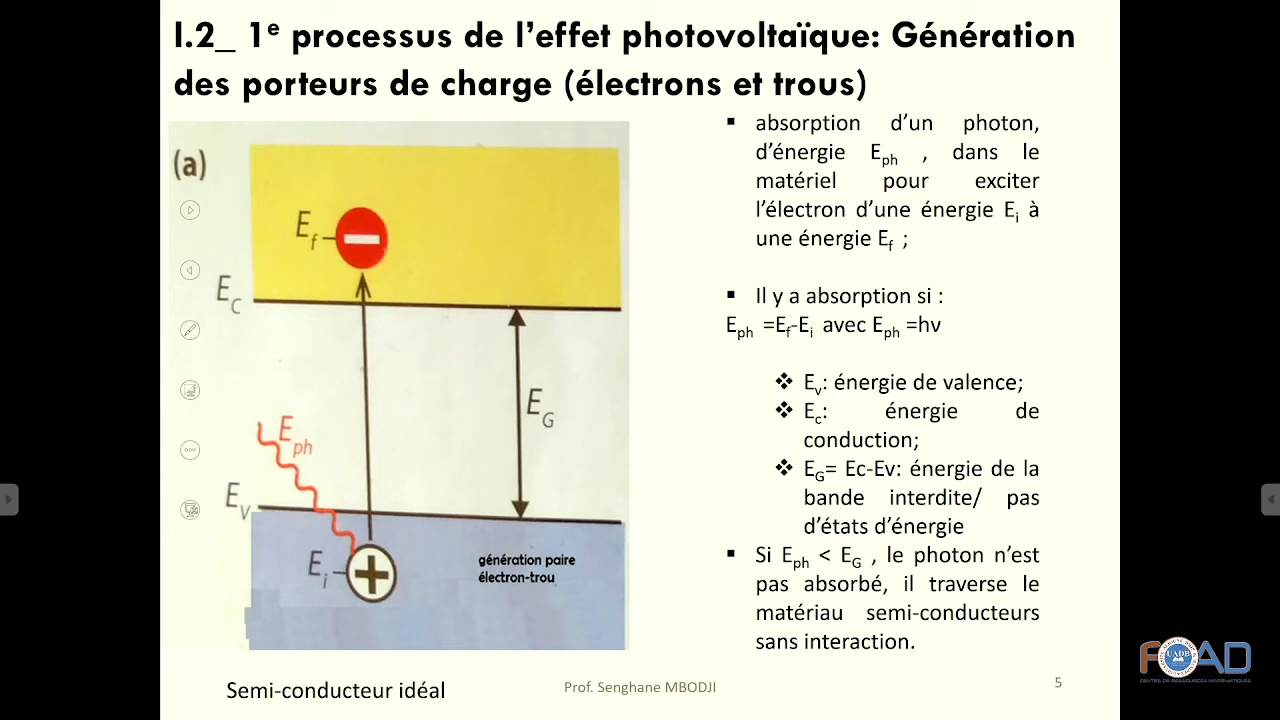 I.2_ 1e processus de l’effet photovoltaïque: Génération
des porteurs de charge (électrons et trous)
(a)
Ef
EC
EG
Eph
EV
Ei
génération paire
électron-trou
Semi-conducteur idéal
▪ absorption d’un photon,
d’énergie Eph , dans le
matériel pour exciter
l’électron d’une énergie Ei à
une énergie Ef ;
▪ Il y a absorption si :
Eph =Ef-Ei avec Eph =hν
❖ Ev: énergie de valence;
❖ Ec: énergie de
conduction;
❖ EG= Ec-Ev: énergie de la
bande interdite/ pas
d’états d’énergie
▪ Si Eph < EG , le photon n’est
pas absorbé, il traverse le
matériau semi-conducteurs
sans interaction.
Prof. Senghane MBODJI
5
FOAD
UADB